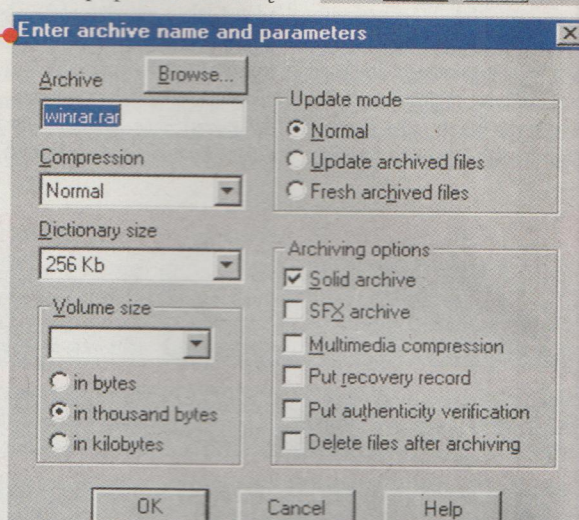 Enter archive name and parameters
Archive
Browse...
winrar.rar
Compression
Normal
Dictionary size
256 Kb
Volume size
in bytes
in thousand bytes
in kilobytes
Update mode
Normal
Update archived files
Fresh archived files
Archiving options
Solid archive
SFX archive
Multimedia compression
Put recovery record
Put authenticity verification
Delete files after archiving
OK
Cancel
Help